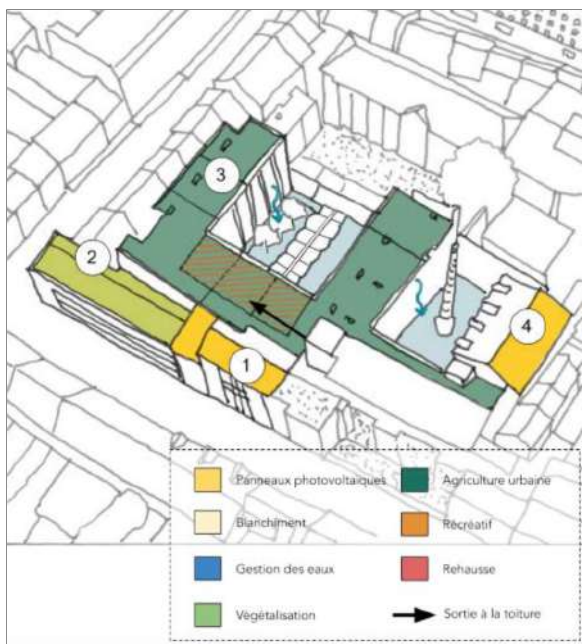 3
2
4
1
Panneaux photovoltaïques
Agriculture urbaine
Blanchiment
Récréatif
Gestion des eaux
Rehausse
Végétalisation
Sortie à la toiture